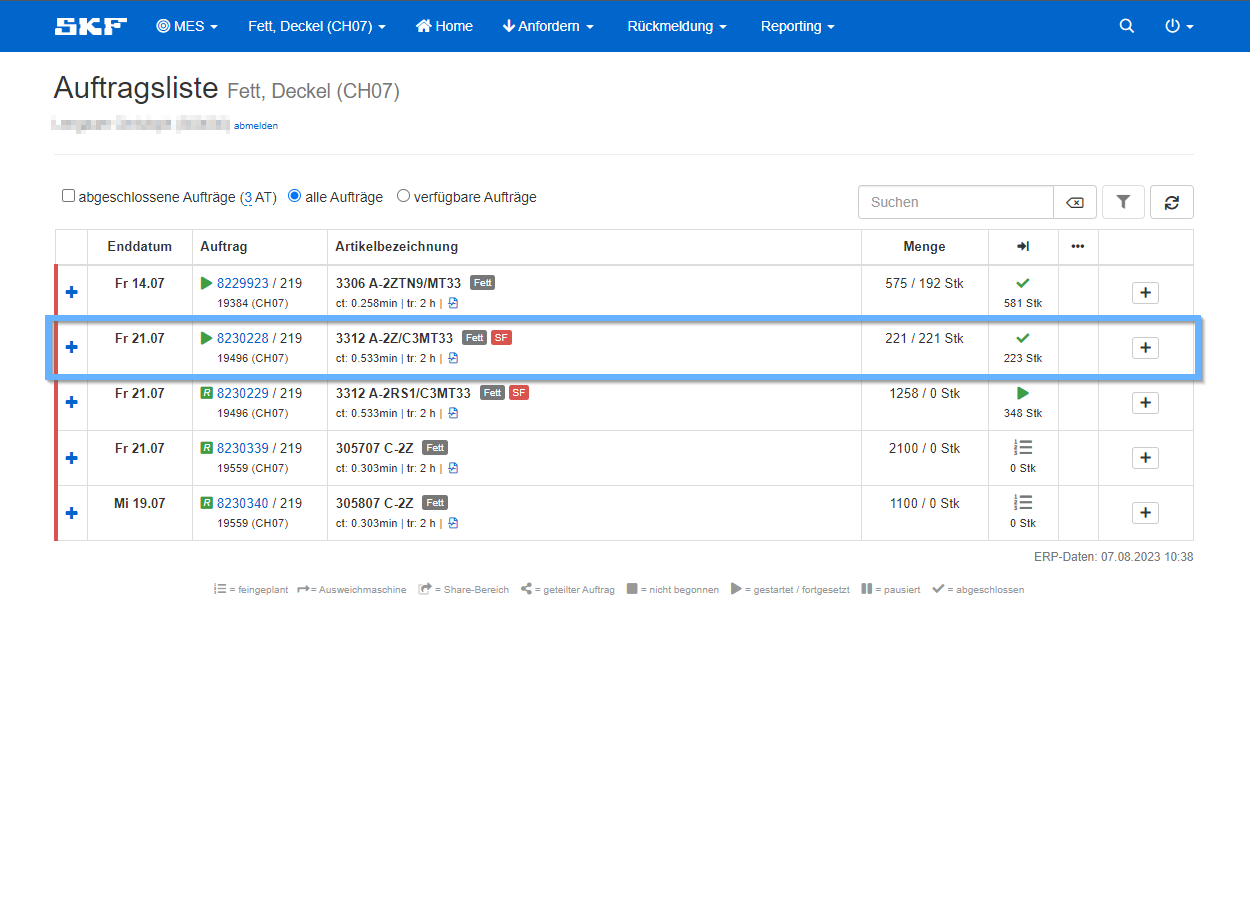 SKF MES Fett, Deckel (CH07) Home Anfordern Rückmeldung Reporting
Auftragsliste Fett, Deckel (CH07)
abmelden
abgeschlossene Aufträge (3 AT) alle Aufträge verfügbare Aufträge Suchen
Enddatum Auftrag Artikelbezeichnung Menge
Fr 14.07 8229923 / 219 3306 A-2ZTN9/MT33 Fett 575 / 192 Stk
19384 (CH07) ct: 0.258min | tr: 2 h | 581 Stk
Fr 21.07 8230228 / 219 3312 A-2Z/C3MT33 Fett SF 221 / 221 Stk
19496 (CH07) ct: 0.533min | tr: 2 h | 223 Stk
Fr 21.07 R 8230229 / 219 3312 A-2RS1/C3MT33 Fett SF 1258 / 0 Stk
19496 (CH07) ct: 0.533min | tr: 2 h | 348 Stk
Fr 21.07 R 8230339 / 219 305707 C-2Z Fett 2100 / 0 Stk
19559 (CH07) ct: 0.303min | tr: 2 h | 0 Stk
Mi 19.07 R 8230340 / 219 305807 C-2Z Fett 1100 / 0 Stk
19559 (CH07) ct: 0.303min | tr: 2 h | 0 Stk
ERP-Daten: 07.08.2023 10:38
= feingeplant = Ausweichmaschine = Share-Bereich = geteilter Auftrag = nicht begonnen = gestartet / fortgesetzt = pausiert = abgeschlossen